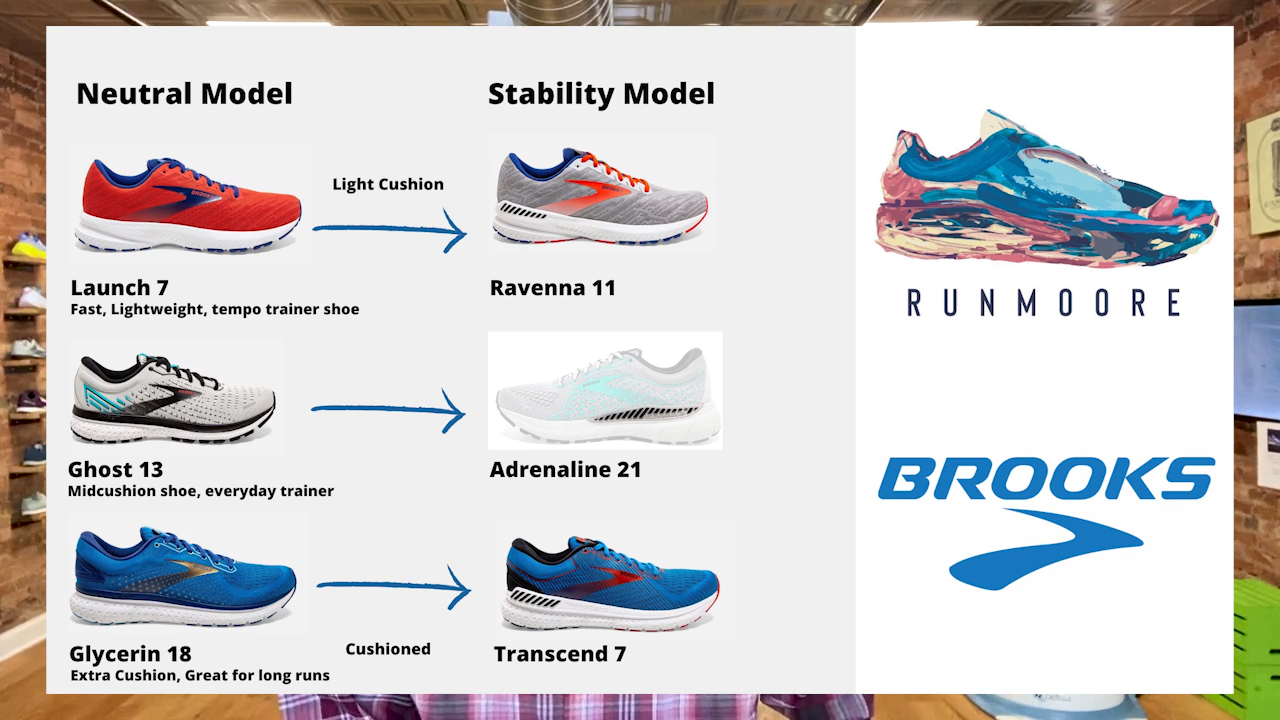 Neutral Model
Stability Model
Light Cushion
Launch 7
Fast, Lightweight, tempo trainer shoe
Ravenna 11
Ghost 13
Midcushion shoe, everyday trainer
Adrenaline 21
Glycerin 18
Extra Cushion, Great for long runs
Cushioned
Transcend 7
RUNMOORE
BROOKS